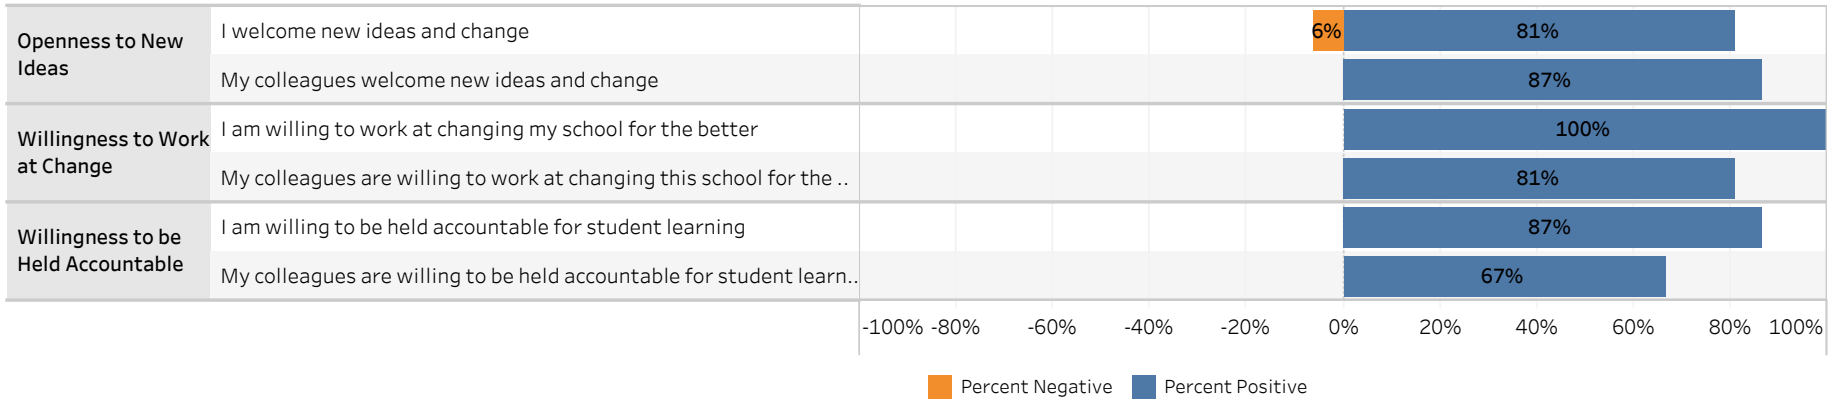 Openness to New
Ideas
I welcome new ideas and change
6%
81%
My colleagues welcome new ideas and change
87%
Willingness to Work
at Change
I am willing to work at changing my school for the better
100%
My colleagues are willing to work at changing this school for the ..
81%
Willingness to be
Held Accountable
I am willing to be held accountable for student learning
87%
My colleagues are willing to be held accountable for student learn..
67%
-100% -80% -60% -40% -20% 0% 20% 40% 60% 80% 100%
Percent Negative Percent Positive